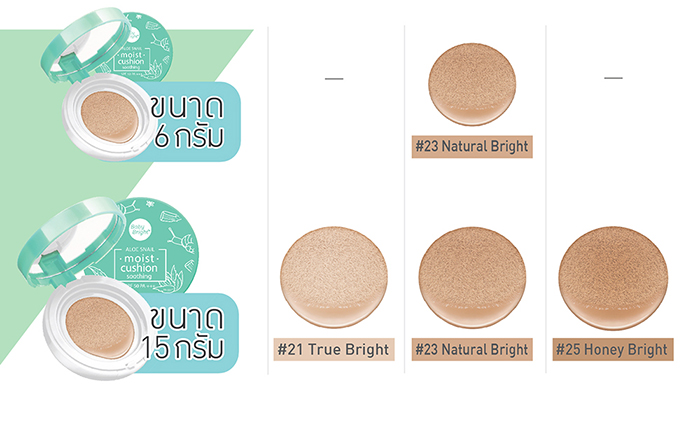 ALOE SNAIL
moist
cushion
soothing
ขนาด
6 กรัม
—
#23 Natural Bright
—
Baby
Bright
ALOE SNAIL
moist
cushion
soothing
ขนาด
15 กรัม
#21 True Bright
#23 Natural Bright
#25 Honey Bright